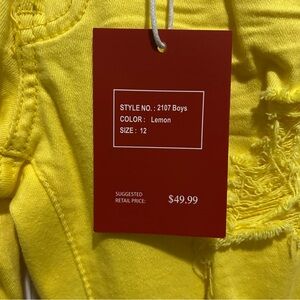 STYLE NO. : 2107 Boys
COLOR : Lemon
SIZE : 12
SUGGESTED
RETAIL PRICE: $49.99